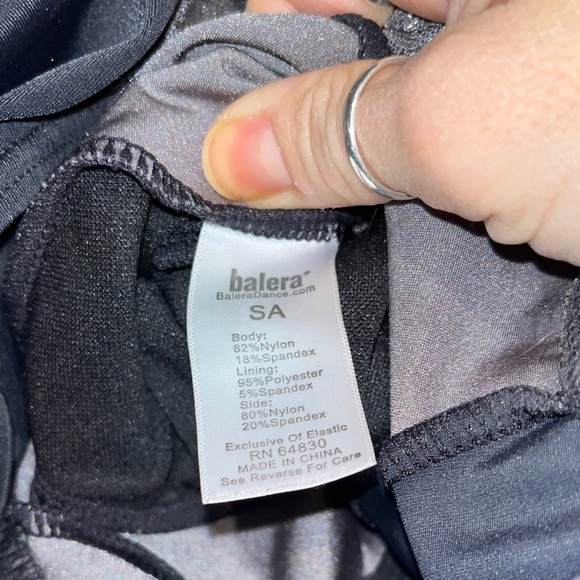 balera
BaleraDance.com
SA
Body:
82%Nylon
18%Spandex
Lining:
95%Polyester
5%Spandex
Side:
80%Nylon
20%Spandex
Exclusive Of Elastic
RN 64830
MADE IN CHINA
See Reverse For Care